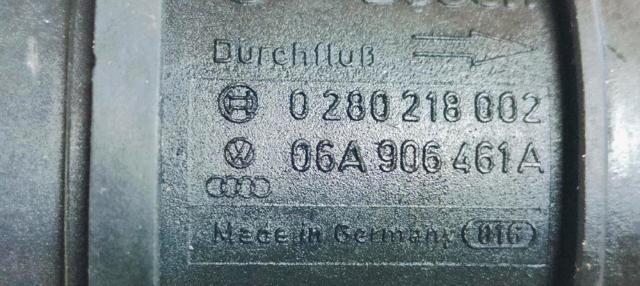 Durchfluß
0 280 218 002
06A 906 461A
Made in Germany 016